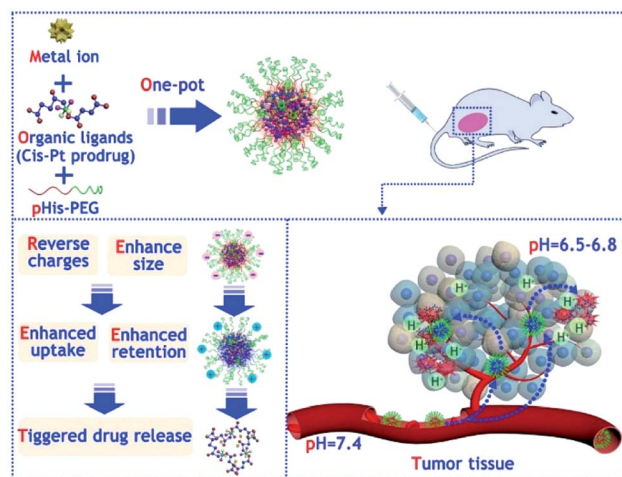 Metal ion
+
Organic ligands
(Cis-Pt prodrug)
+
pHis-PEG
One-pot
Reverse
charges
Enhance
size
Enhanced
uptake
Enhanced
retention
Tiggered drug release
pH=6.5-6.8
H⁺
H⁺
H⁺
H⁺
H⁺
H⁺
H⁺
pH=7.4
Tumor tissue